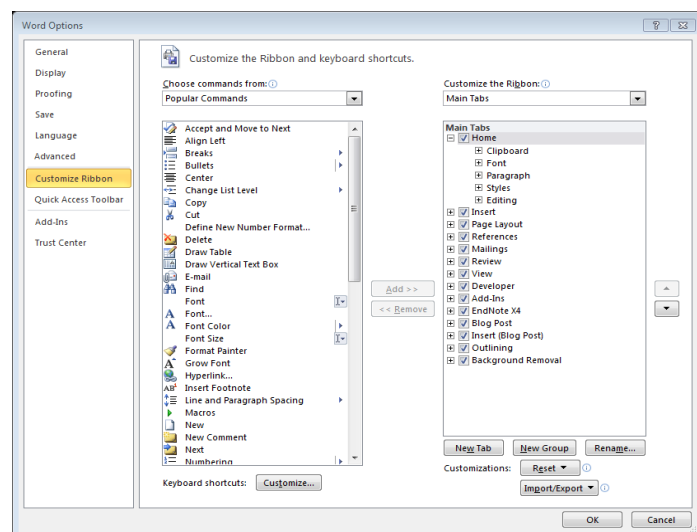 Word Options
General
Display
Proofing
Save
Language
Advanced
Customize Ribbon
Quick Access Toolbar
Add-Ins
Trust Center
Customize the Ribbon and keyboard shortcuts.
Choose commands from:
Popular Commands
Accept and Move to Next
Align Left
Breaks
Bullets
Center
Change List Level
Copy
Cut
Define New Number Format...
Delete
Draw Table
Draw Vertical Text Box
E-mail
Find
Font
Font...
Font Color
Font Size
Format Painter
Grow Font
Hyperlink...
Insert Footnote
Line and Paragraph Spacing
Macros
New
New Comment
Next
Numbering
Keyboard shortcuts: Customize...
Add >>
<< Remove
Customize the Ribbon:
Main Tabs
Main Tabs
Home
Clipboard
Font
Paragraph
Styles
Editing
Insert
Page Layout
References
Mailings
Review
View
Developer
Add-Ins
EndNote X4
Blog Post
Insert (Blog Post)
Outlining
Background Removal
New Tab New Group Rename...
Customizations: Reset
Import/Export
OK Cancel